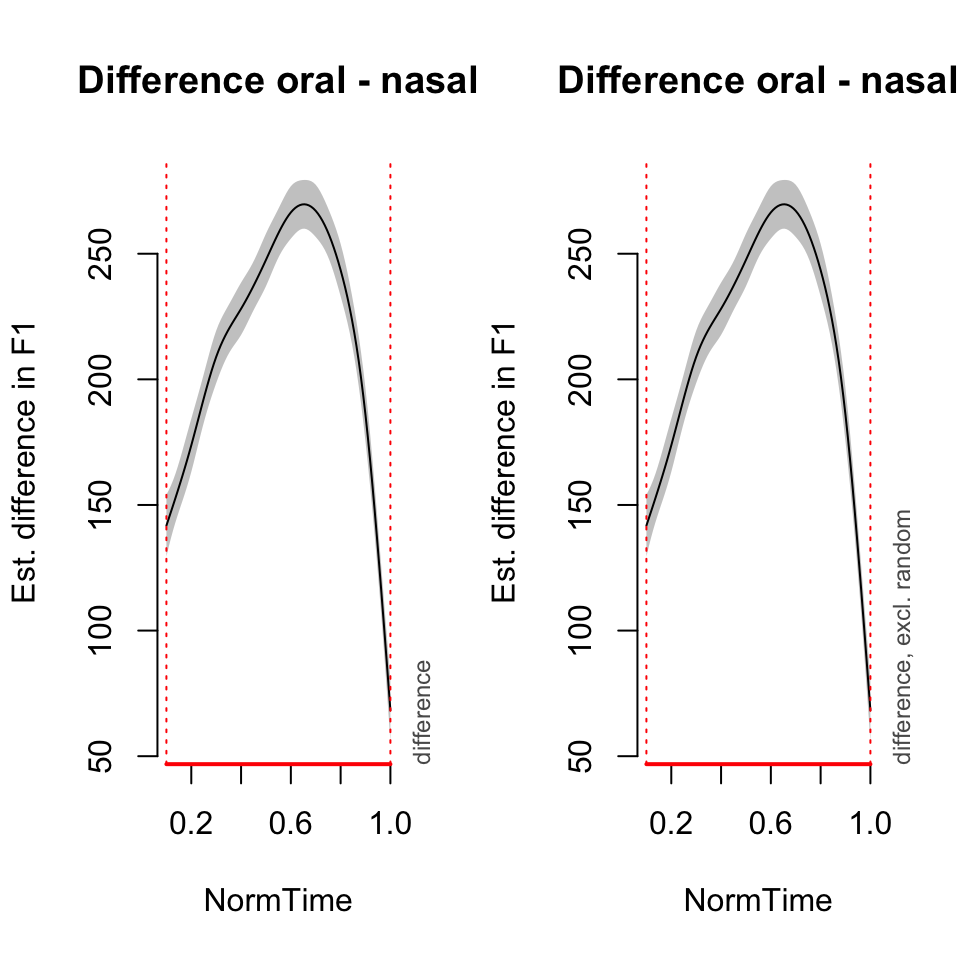 Difference oral - nasal
Est. difference in F1
250
200
150
100
50
0.2
0.6
1.0
NormTime
difference
Difference oral - nasal
Est. difference in F1
250
200
150
100
50
0.2
0.6
1.0
NormTime
difference, excl. random